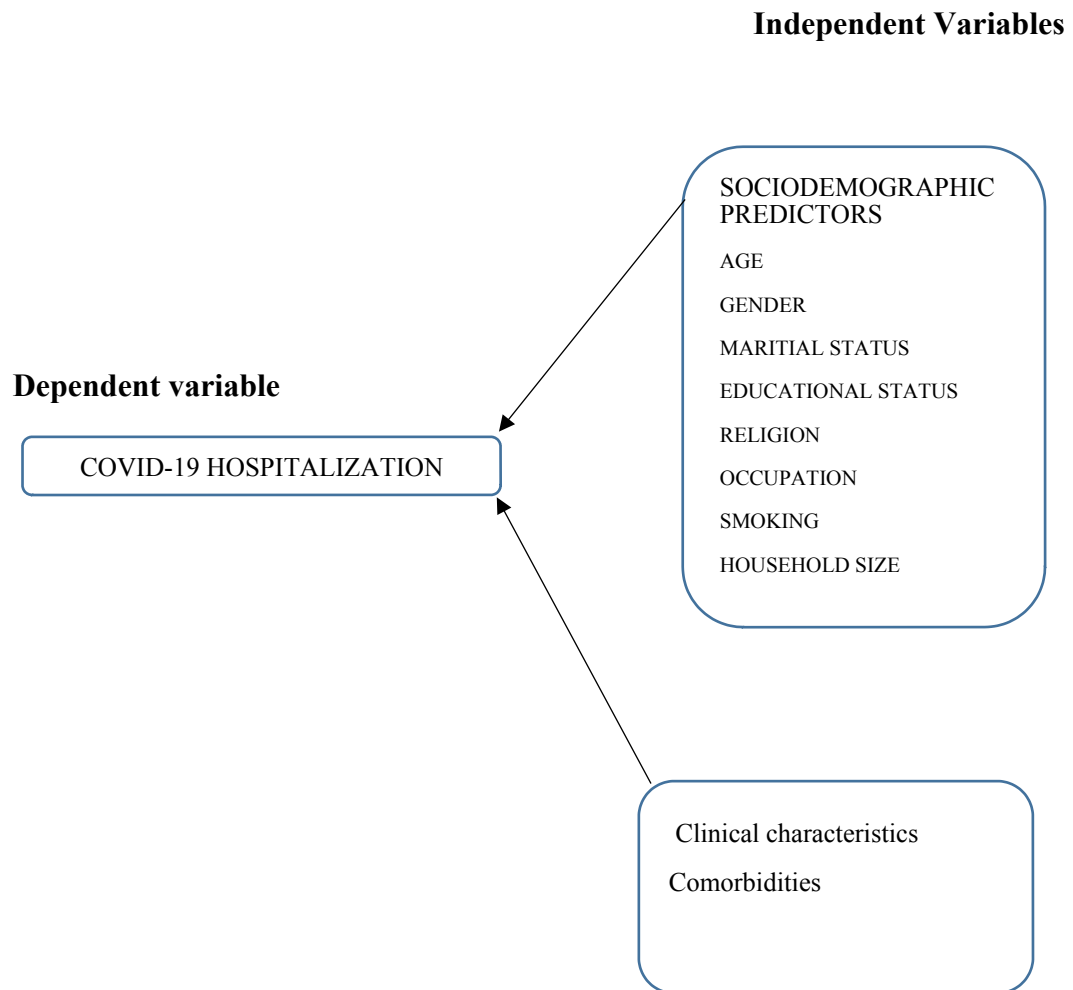 Independent Variables
SOCIODEMOGRAPHIC
PREDICTORS
AGE
GENDER
MARITIAL STATUS
EDUCATIONAL STATUS
RELIGION
OCCUPATION
SMOKING
HOUSEHOLD SIZE
Dependent variable
COVID-19 HOSPITALIZATION
Clinical characteristics
Comorbidities